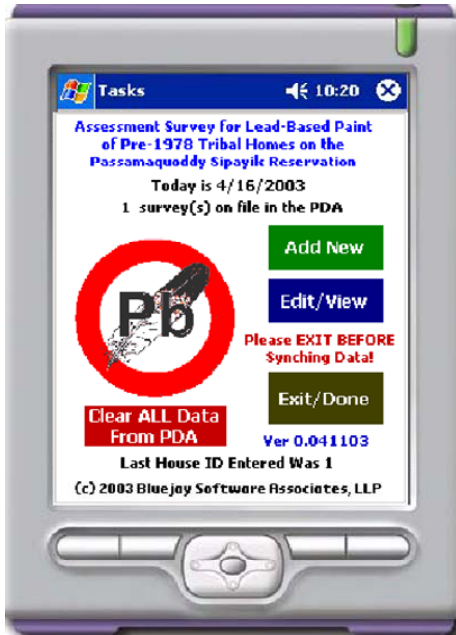 Tasks 10:20
Assessment Survey for Lead-Based Paint
of Pre-1978 Tribal Homes on the
Passamaquoddy Sipayik Reservation
Today is 4/16/2003
1 survey(s) on file in the PDA
Pb
Add New
Edit/View
Please EXIT BEFORE
Synching Data!
Exit/Done
Clear ALL Data
From PDA
Ver 0.041103
Last House ID Entered Was 1
(c) 2003 Bluejay Software Associates, LLP